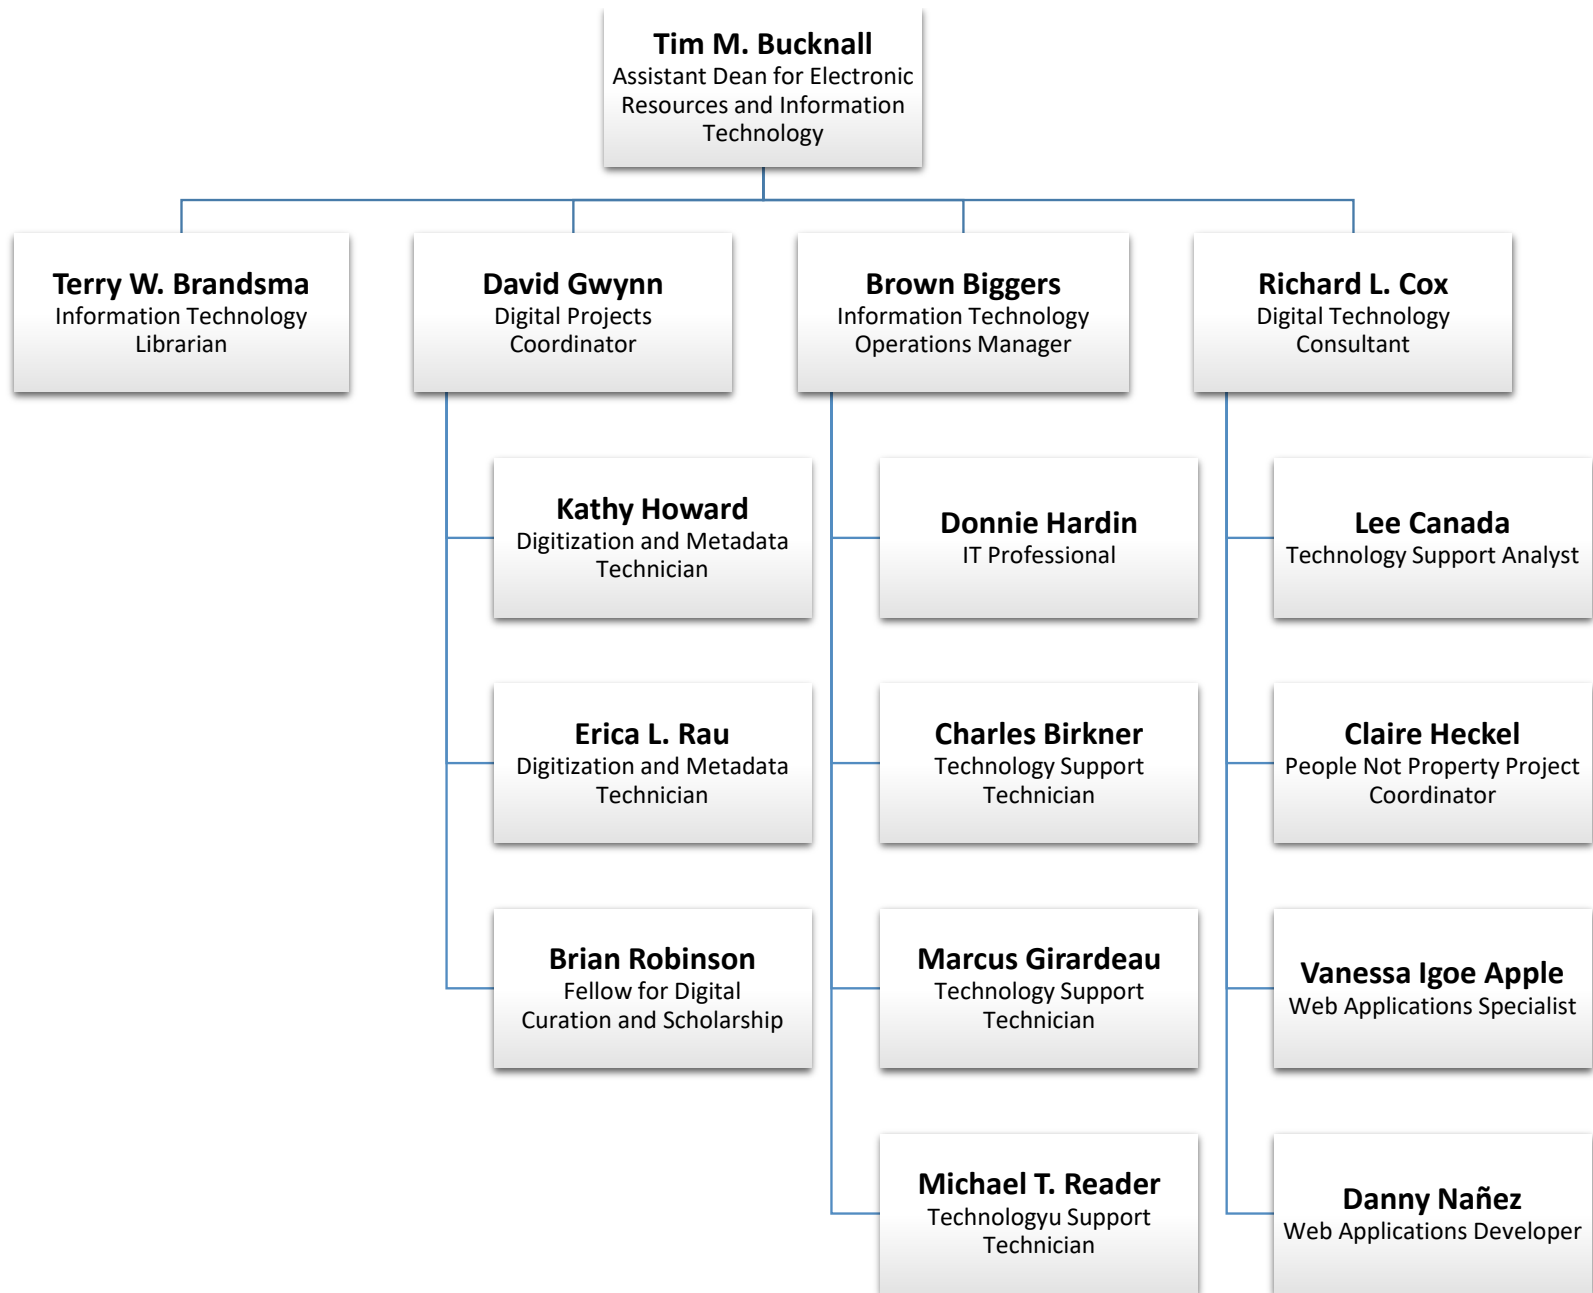 Tim M. Bucknall
Assistant Dean for Electronic
Resources and Information
Technology
Terry W. Brandsma
Information Technology
Librarian
David Gwynn
Digital Projects
Coordinator
Brown Biggers
Information Technology
Operations Manager
Richard L. Cox
Digital Technology
Consultant
Kathy Howard
Digitization and Metadata
Technician
Erica L. Rau
Digitization and Metadata
Technician
Brian Robinson
Fellow for Digital
Curation and Scholarship
Donnie Hardin
IT Professional
Charles Birkner
Technology Support
Technician
Marcus Girardeau
Technology Support
Technician
Michael T. Reader
Technologyu Support
Technician
Lee Canada
Technology Support Analyst
Claire Heckel
People Not Property Project
Coordinator
Vanessa Igoe Apple
Web Applications Specialist
Danny Nañez
Web Applications Developer